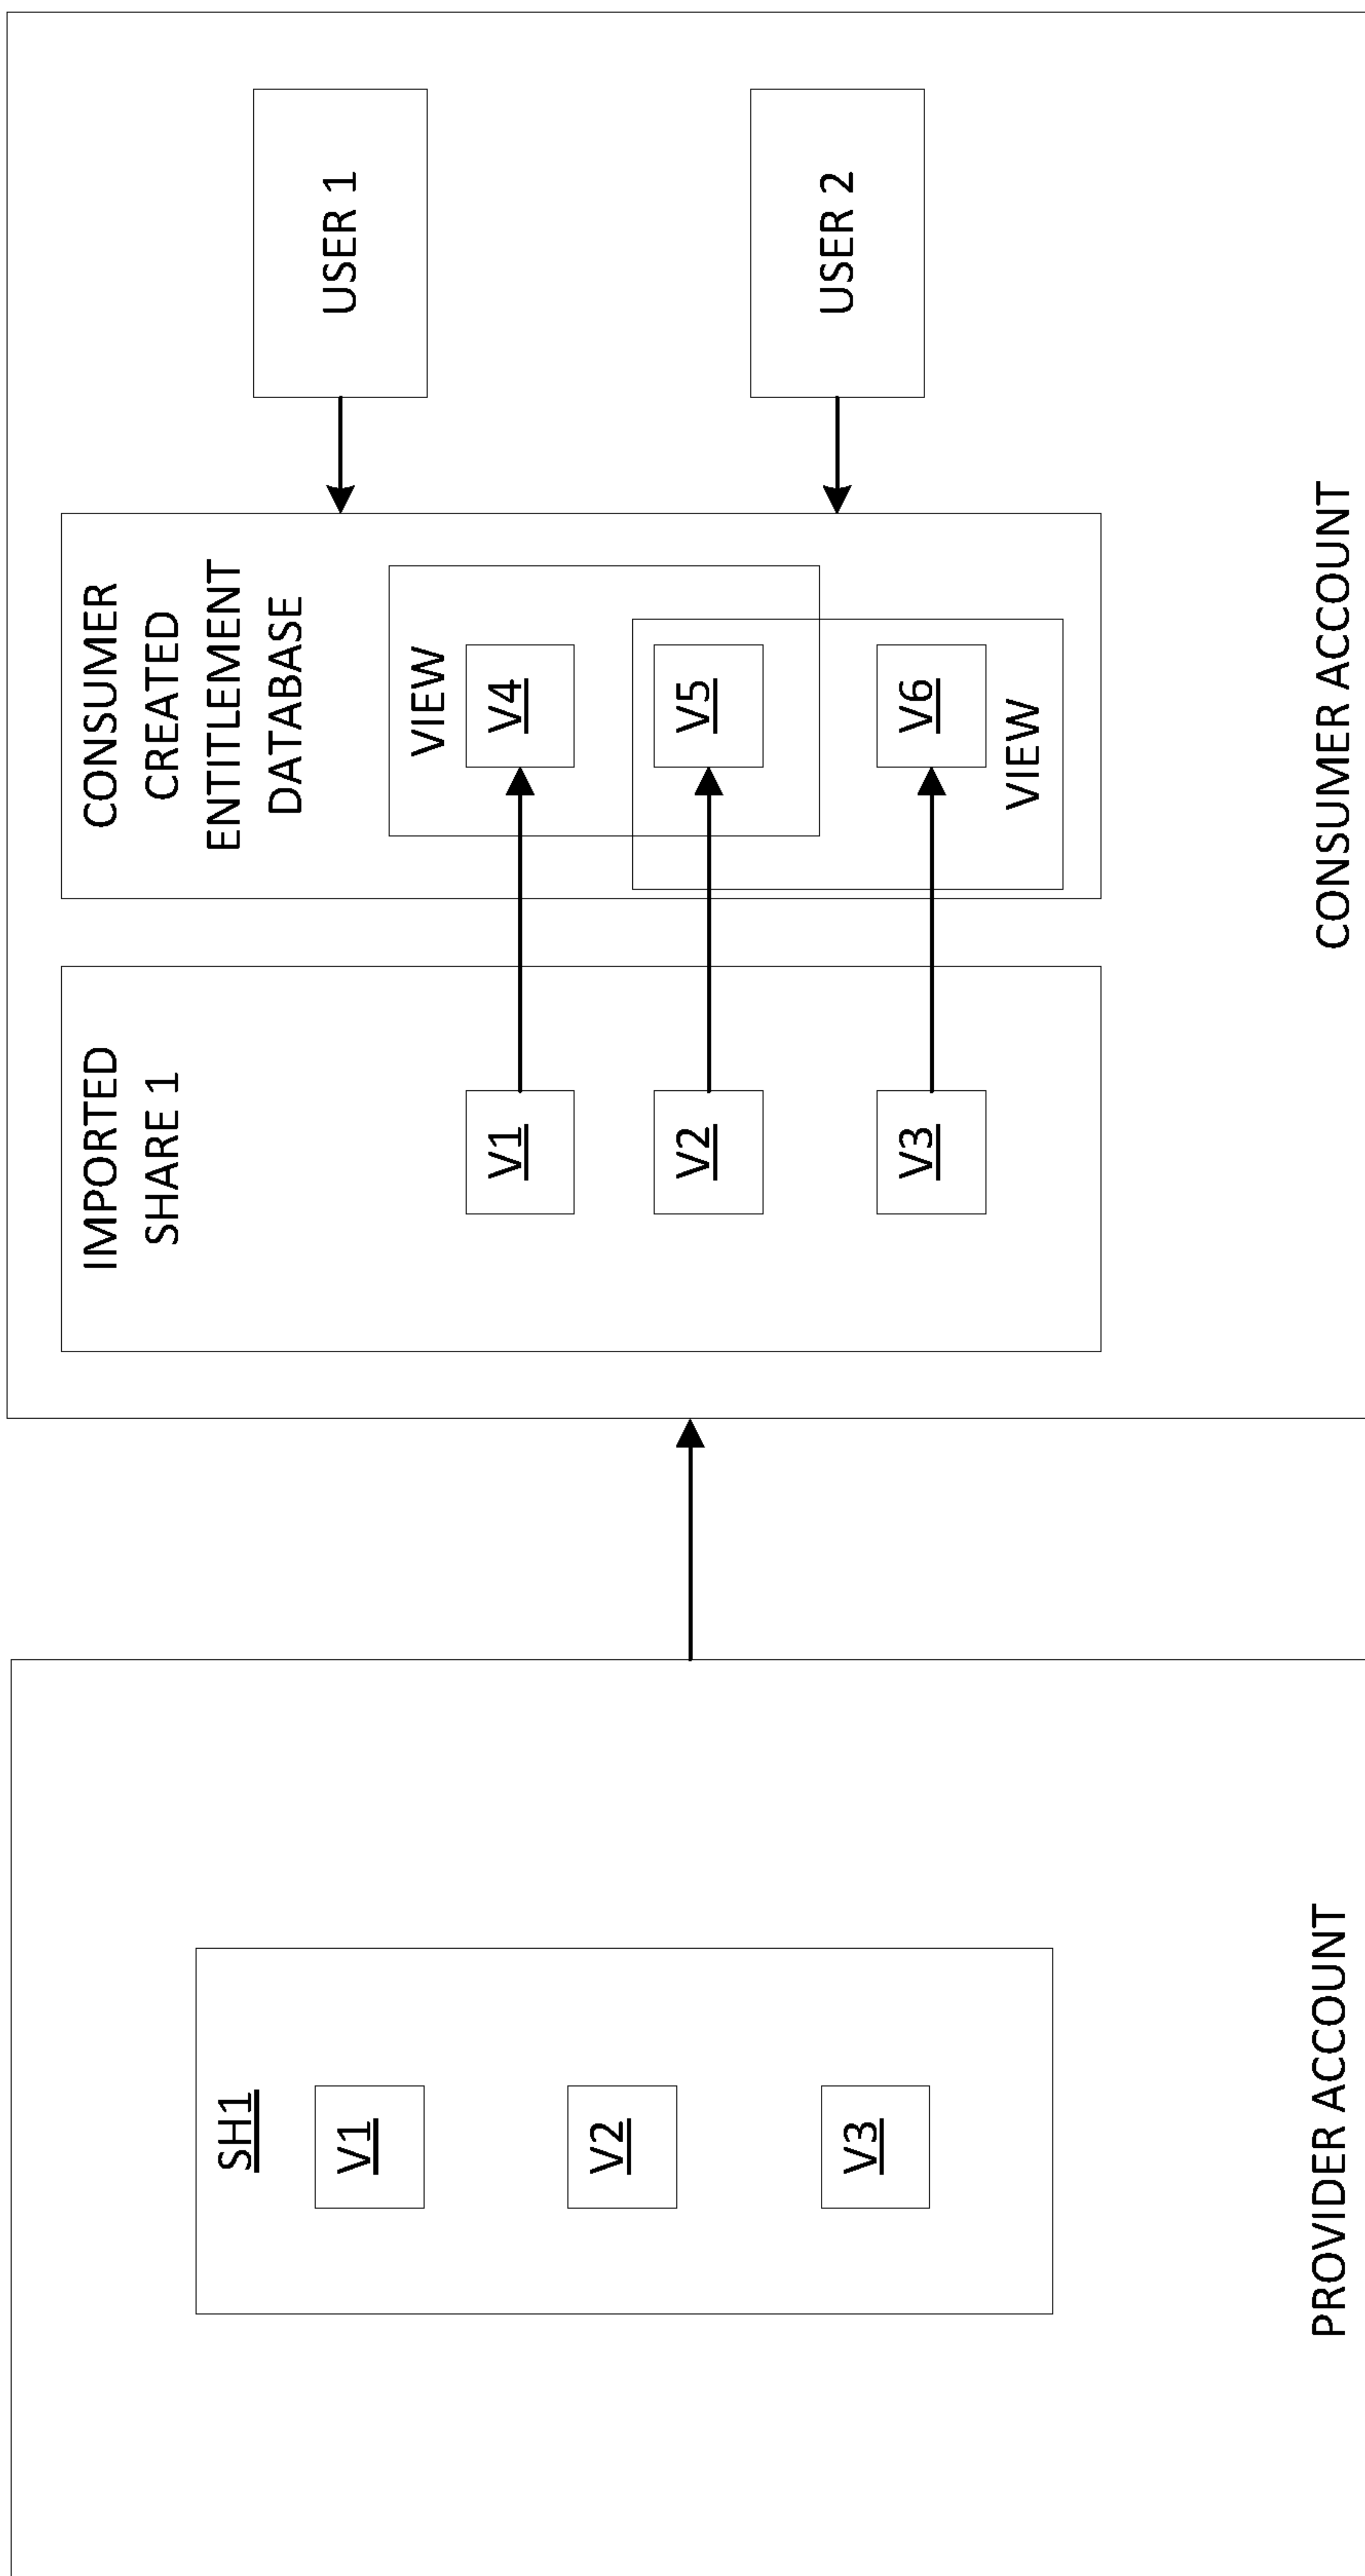 SH1
V1
V2
V3
PROVIDER ACCOUNT
IMPORTED
SHARE 1
V1
V2
V3
CONSUMER
CREATED
ENTITLEMENT
DATABASE
VIEW
V4
V5
V6
VIEW
USER 1
USER 2
CONSUMER ACCOUNT